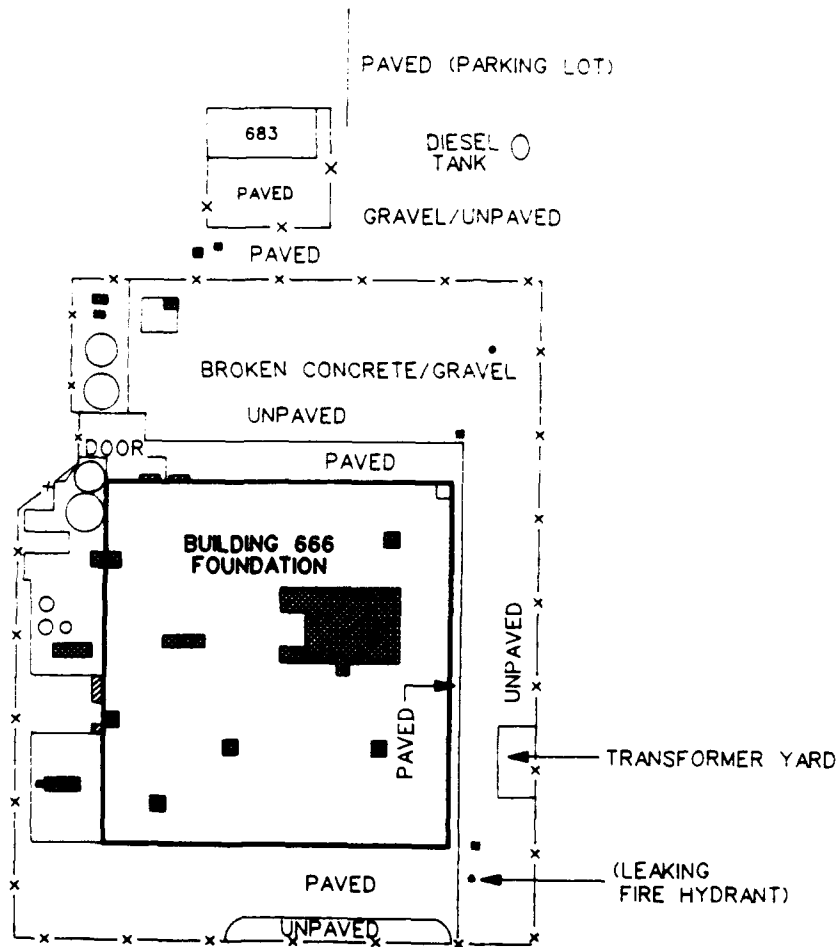 PAVED (PARKING LOT)
683
DIESEL
TANK
PAVED
GRAVEL/UNPAVED
PAVED
BROKEN CONCRETE/GRAVEL
UNPAVED
DOOR
PAVED
BUILDING 666
FOUNDATION
UNPAVED
PAVED
TRANSFORMER YARD
(LEAKING
FIRE HYDRANT)
PAVED
UNPAVED